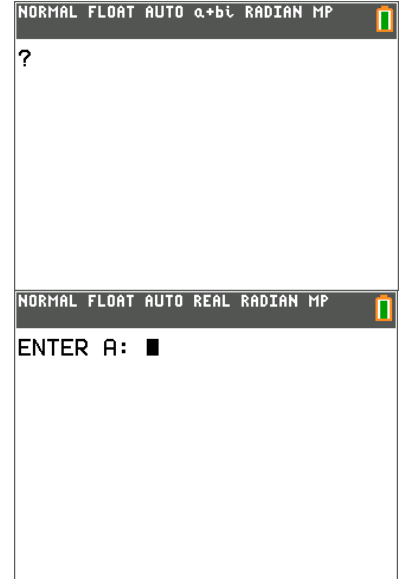 NORMAL FLOAT AUTO a+bi RADIAN MP
?
NORMAL FLOAT AUTO REAL RADIAN MP
ENTER A: